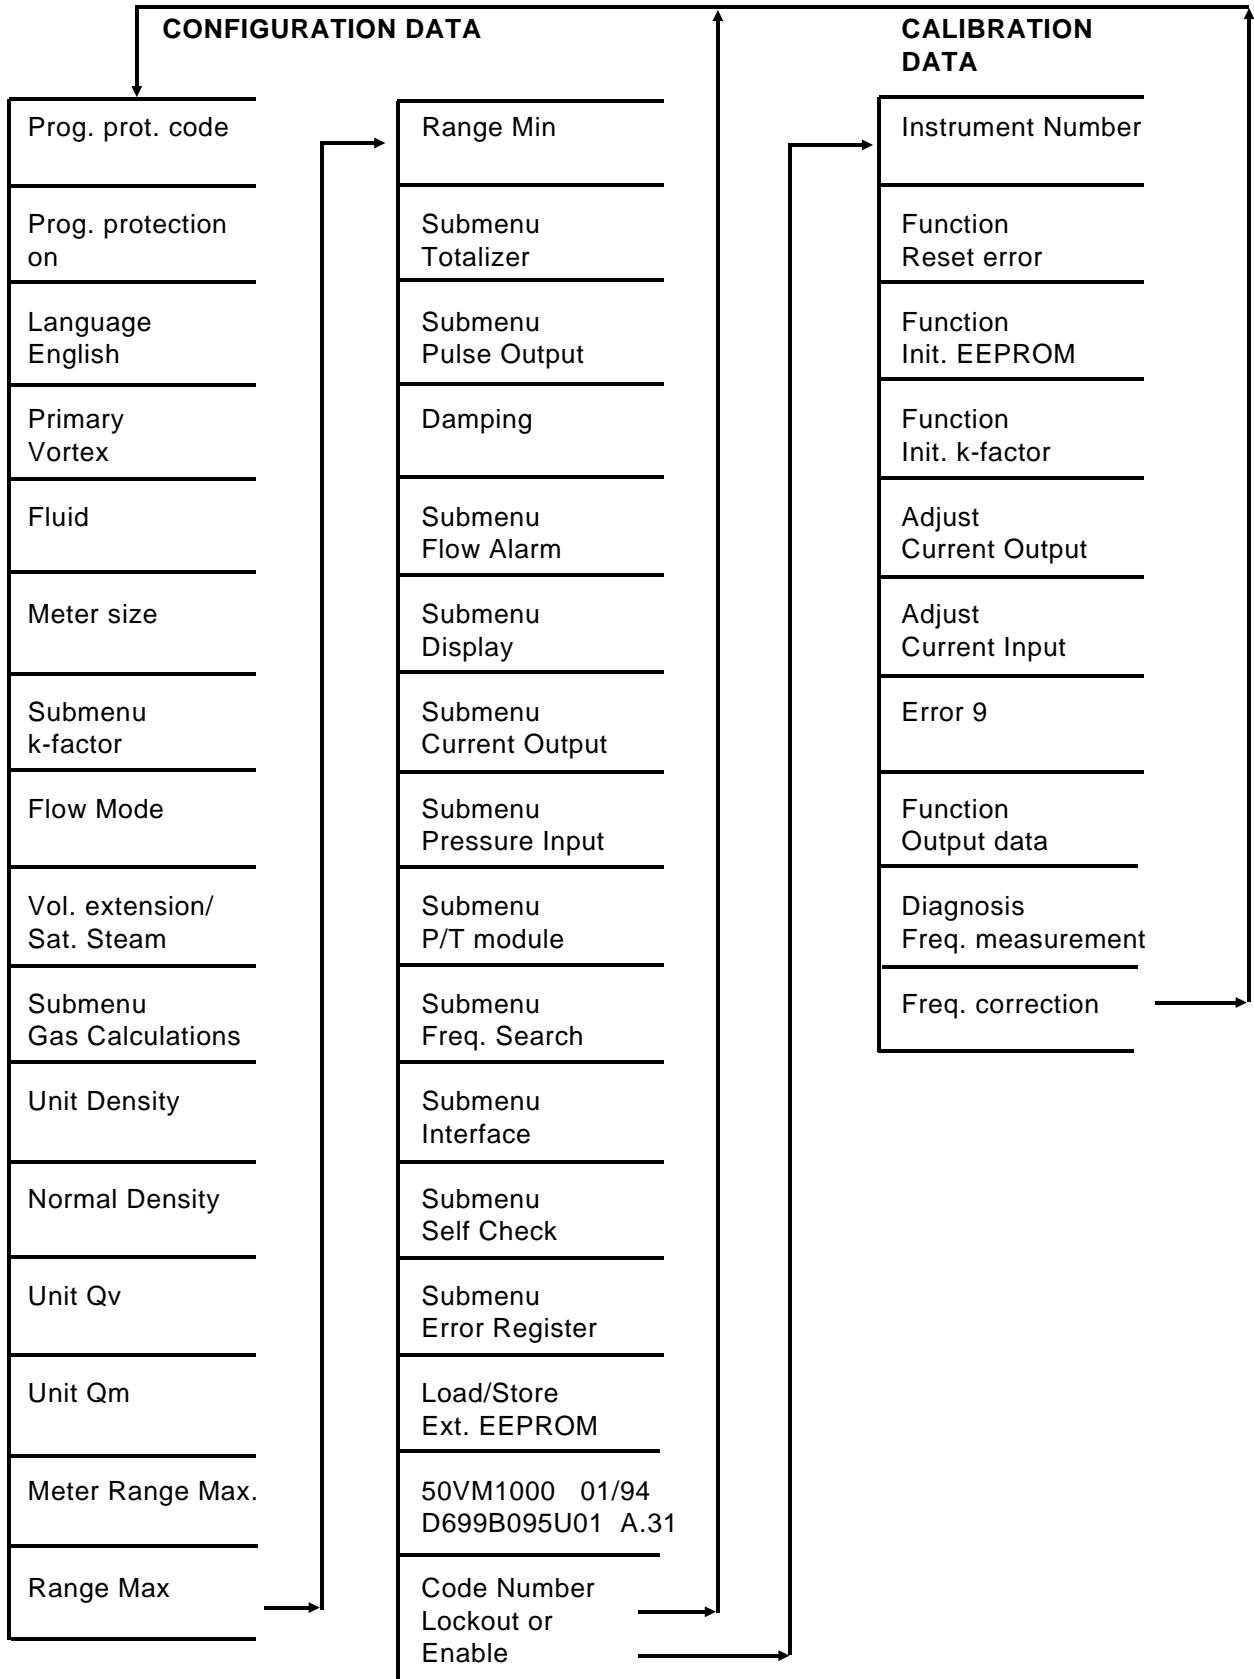 CONFIGURATION DATA
CALIBRATION
DATA
Prog. prot. code
Prog. protection
on
Language
English
Primary
Vortex
Fluid
Meter size
Submenu
k-factor
Flow Mode
Vol. extension/
Sat. Steam
Submenu
Gas Calculations
Unit Density
Normal Density
Unit Qv
Unit Qm
Meter Range Max.
Range Max
Range Min
Submenu
Totalizer
Submenu
Pulse Output
Damping
Submenu
Flow Alarm
Submenu
Display
Submenu
Current Output
Submenu
Pressure Input
Submenu
P/T module
Submenu
Freq. Search
Submenu
Interface
Submenu
Self Check
Submenu
Error Register
Load/Store
Ext. EEPROM
50VM1000 01/94
D699B095U01 A.31
Code Number
Lockout or
Enable
Instrument Number
Function
Reset error
Function
Init. EEPROM
Function
Init. k-factor
Adjust
Current Output
Adjust
Current Input
Error 9
Function
Output data
Diagnosis
Freq. measurement
Freq. correction